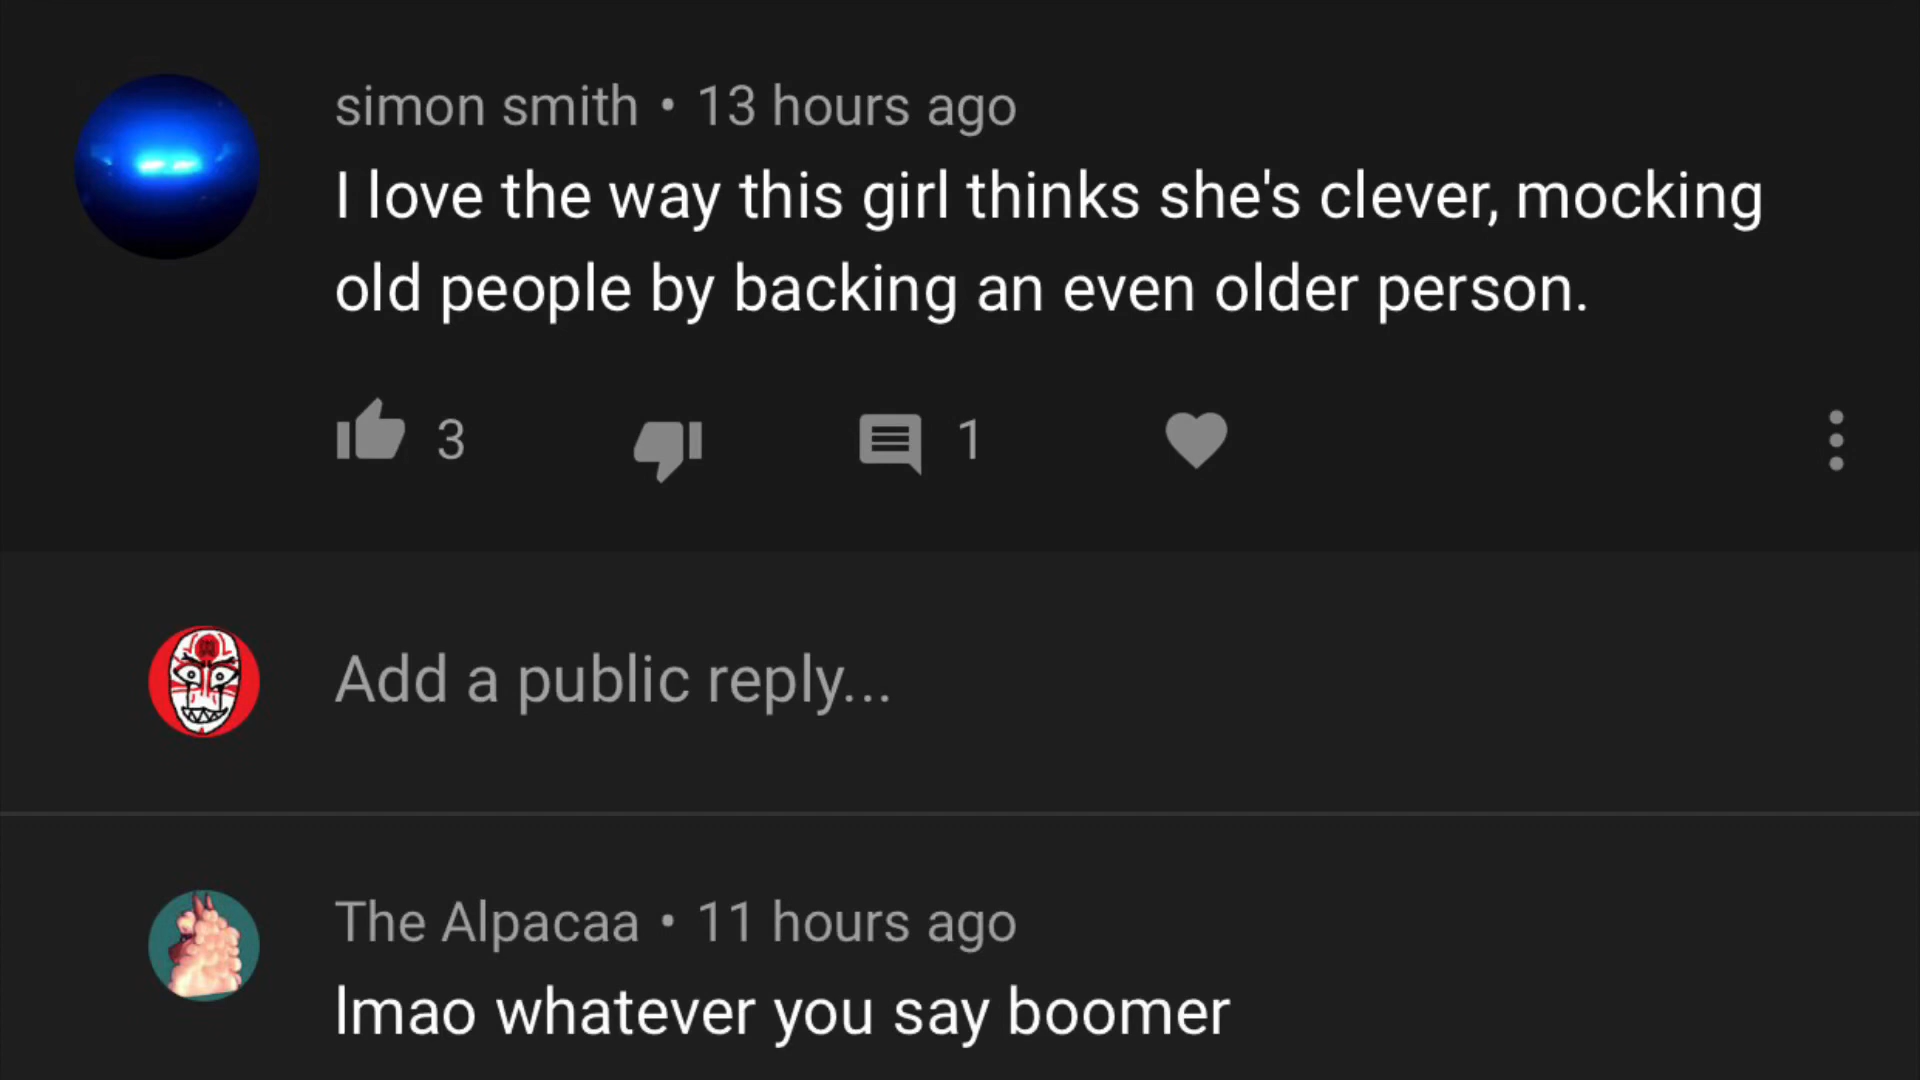 simon smith • 13 hours ago
I love the way this girl thinks she's clever, mocking
old people by backing an even older person.
3 1
Add a public reply...
The Alpacaa • 11 hours ago
lmao whatever you say boomer